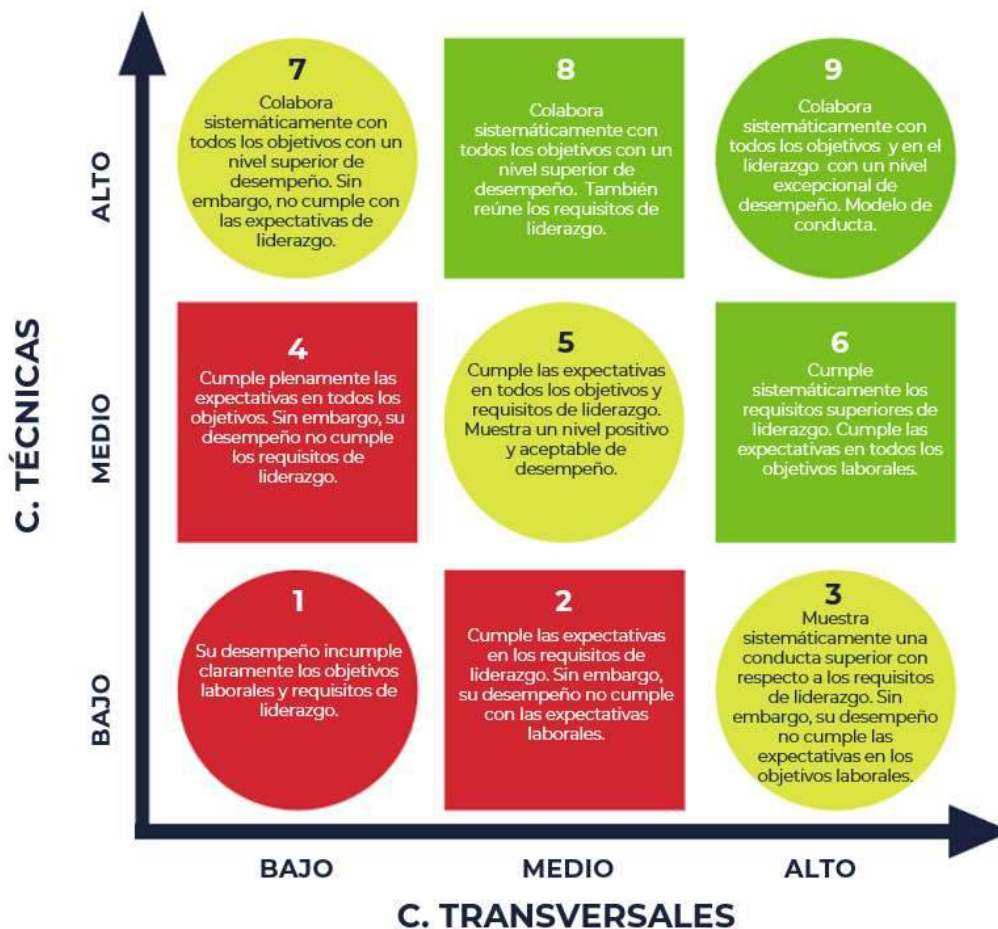 7
Colabora
sistemáticamente con
todos los objetivos con un
nivel superior de
desempeño. Sin
embargo, no cumple con
las expectativas de
liderazgo.
8
Colabora
sistemáticamente con
todos los objetivos con un
nivel superior de
desempeño. También
reúne los requisitos de
liderazgo.
9
Colabora
sistemáticamente con
todos los objetivos y en el
liderazgo con un nivel
excepcional de
desempeño. Modelo de
conducta.
ALTO
4
Cumple plenamente las
expectativas en todos los
objetivos. Sin embargo, su
desempeño no cumple
los requisitos de
liderazgo.
5
Cumple las expectativas
en todos los objetivos y
requisitos de liderazgo.
Muestra un nivel positivo
y aceptable de
desempeño.
6
Cumple
sistemáticamente los
requisitos superiores de
liderazgo. Cumple las
expectativas en todos los
objetivos laborales.
MEDIO
C. TÉCNICAS
1
Su desempeño incumple
claramente los objetivos
laborales y requisitos de
liderazgo.
2
Cumple las expectativas
en los requisitos de
liderazgo. Sin embargo,
su desempeño no cumple
con las expectativas
laborales.
3
Muestra
sistemáticamente una
conducta superior con
respecto a los requisitos
de liderazgo. Sin
embargo, su desempeño
no cumple las
expectativas en los
objetivos laborales.
BAJO
BAJO
MEDIO
ALTO
C. TRANSVERSALES